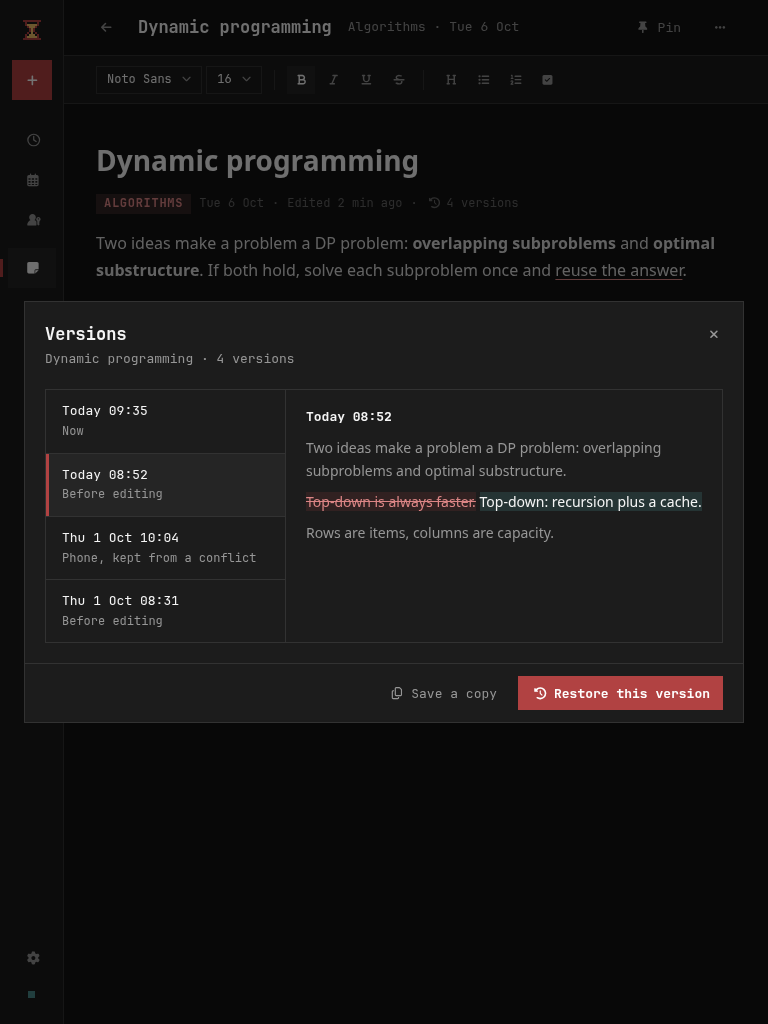 Dynamic programming Algorithms · Tue 6 Oct Pin
Noto Sans 16 B I U S H
Dynamic programming
ALGORITHMS Tue 6 Oct · Edited 2 min ago · 4 versions
Two ideas make a problem a DP problem: overlapping subproblems and optimal
substructure. If both hold, solve each subproblem once and reuse the answer.
Versions
Dynamic programming · 4 versions
Today 09:35
Now
Today 08:52
Before editing
Thu 1 Oct 10:04
Phone, kept from a conflict
Thu 1 Oct 08:31
Before editing
Today 08:52
Two ideas make a problem a DP problem: overlapping
subproblems and optimal substructure.
Top-down is always faster. Top-down: recursion plus a cache.
Rows are items, columns are capacity.
Save a copy Restore this version